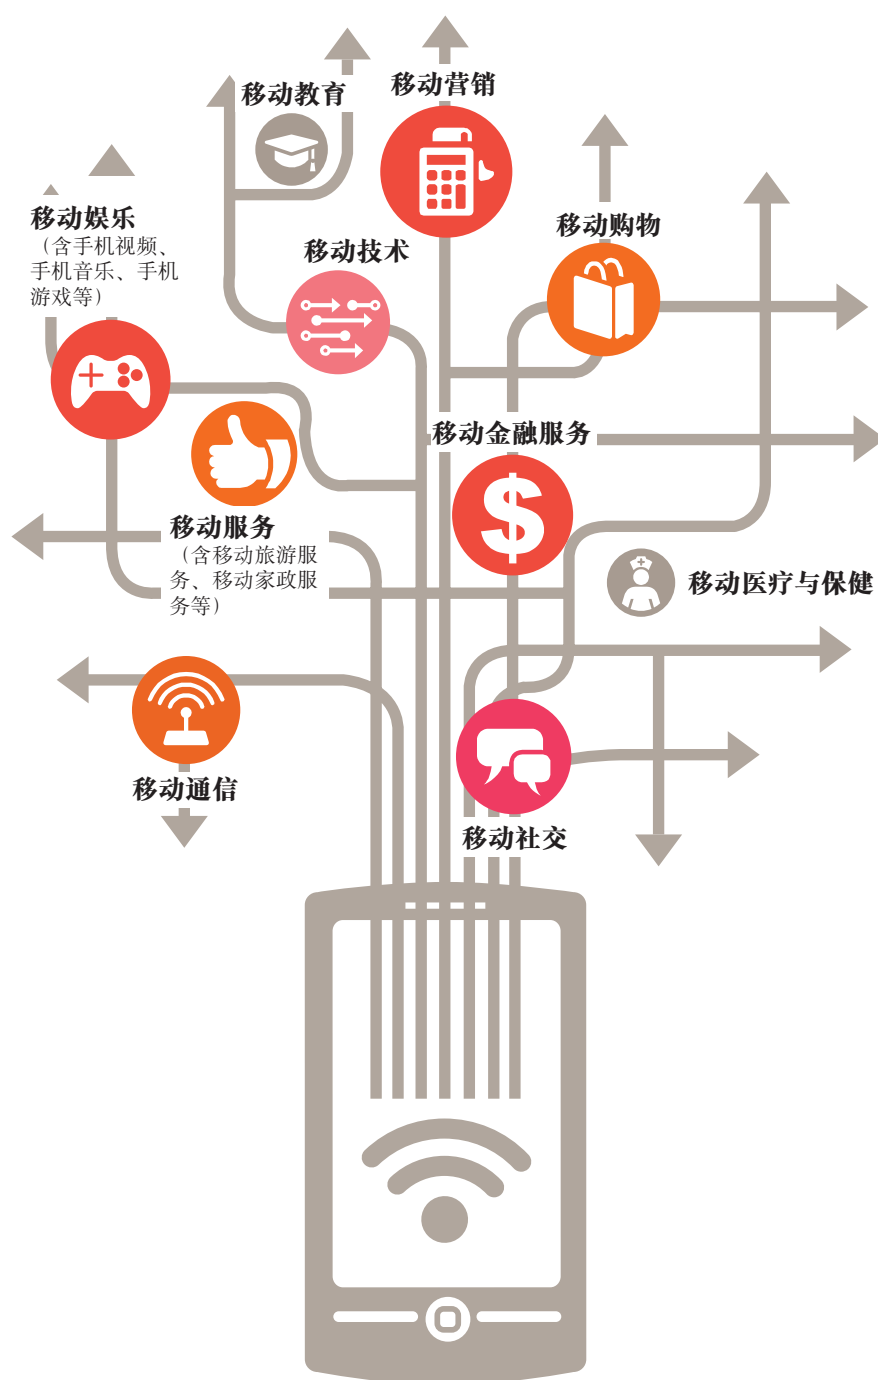 移动教育
移动营销
移动娱乐
（含手机视频、
手机音乐、手机
游戏等）
移动技术
移动购物
移动金融服务
$
移动服务
（含移动旅游服
务、移动家政服
务等）
移动医疗与保健
移动通信
移动社交